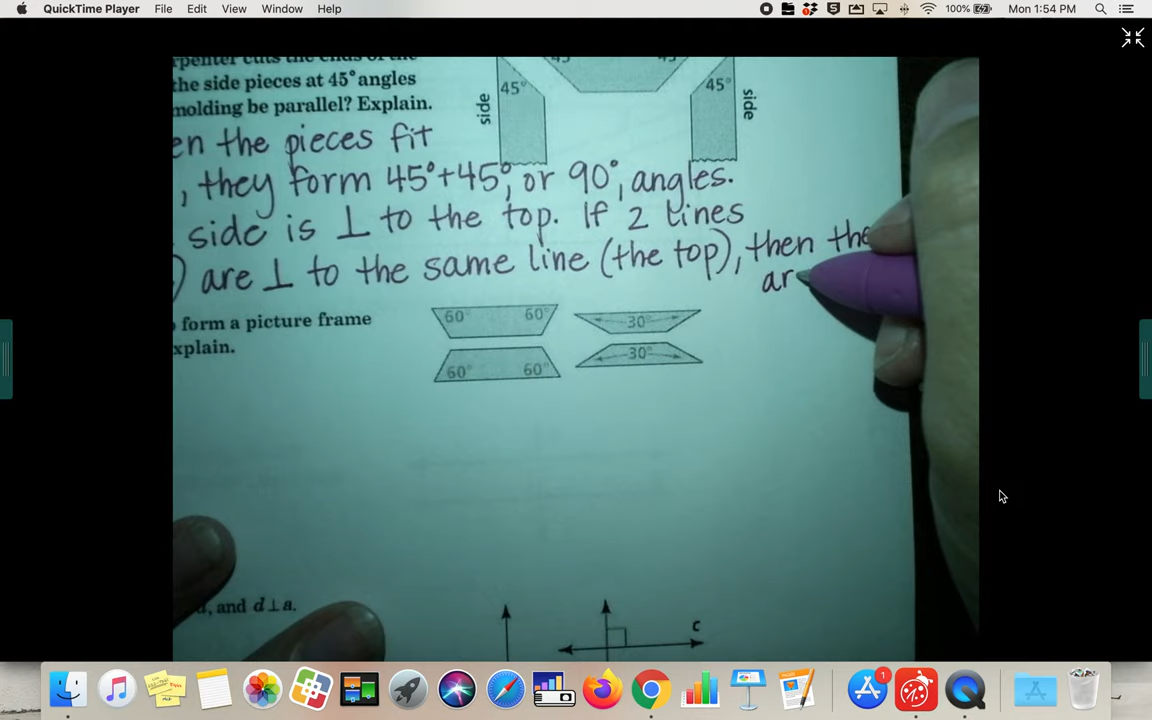 QuickTime Player File Edit View Window Help 100% Mon 1:54 PM
the side pieces at 45° angles
molding be parallel? Explain.
45° 45°
side side
en the pieces fit
, they form 45°+45°, or 90°, angles.
side is ⊥ to the top. If 2 lines
) are ⊥ to the same line (the top), then the
ar
form a picture frame
xplain.
60° 60° 30°
60° 60° 30°
, and d⊥a.
c
1